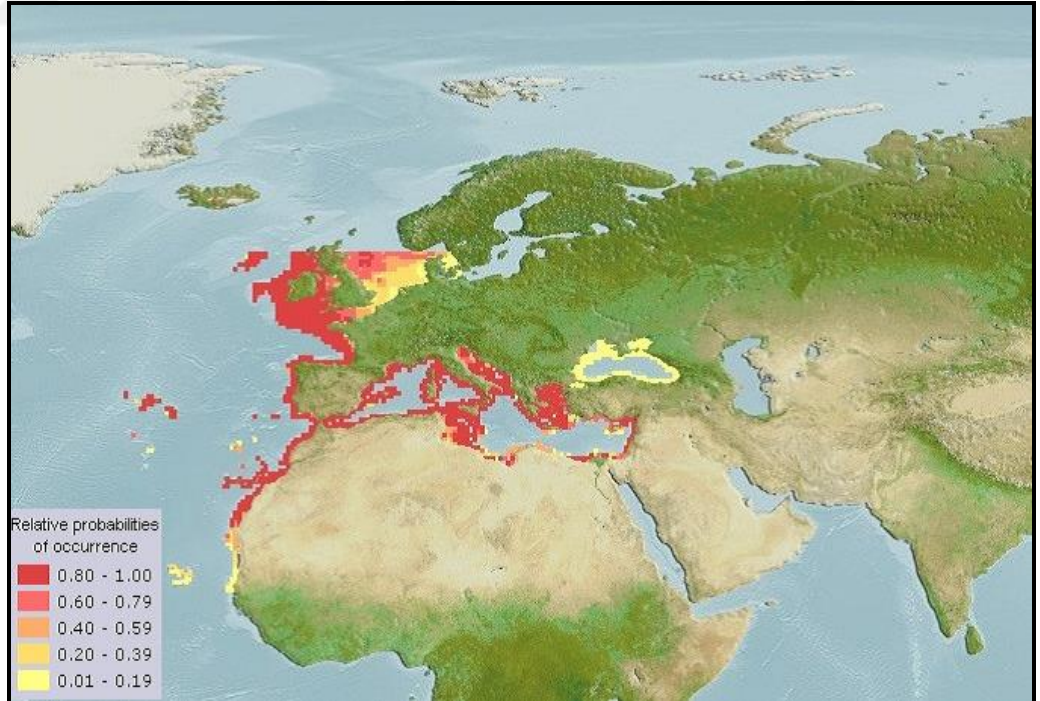 Relative probabilities
of occurrence
0.80 - 1.00
0.60 - 0.79
0.40 - 0.59
0.20 - 0.39
0.01 - 0.19